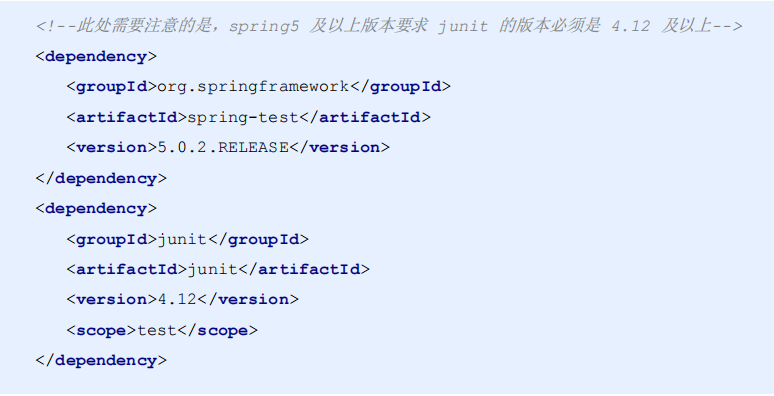 <!--此处需要注意的是，spring5 及以上版本要求 junit 的版本必须是 4.12 及以上-->
<dependency>
<groupId>org.springframework</groupId>
<artifactId>spring-test</artifactId>
<version>5.0.2.RELEASE</version>
</dependency>
<dependency>
<groupId>junit</groupId>
<artifactId>junit</artifactId>
<version>4.12</version>
<scope>test</scope>
</dependency>